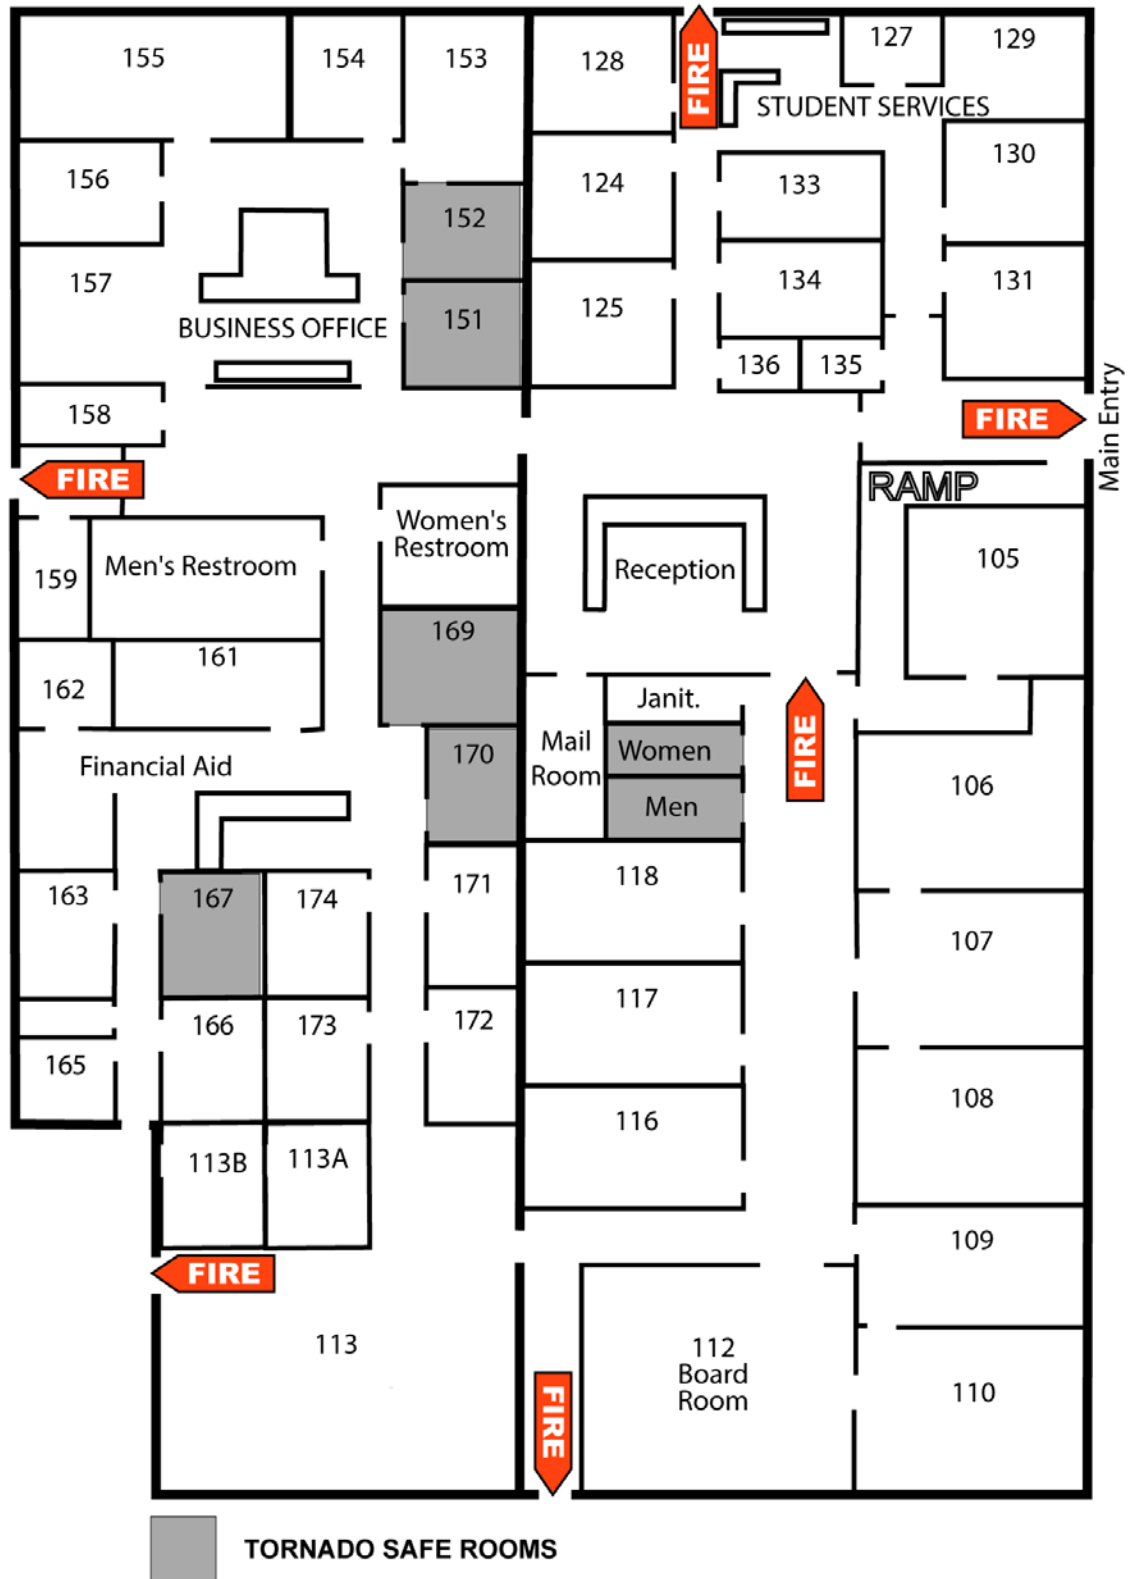 155
154
153
128
FIRE
127
129
STUDENT SERVICES
156
152
124
133
130
157
151
125
134
131
BUSINESS OFFICE
136
135
158
FIRE
Main Entry
FIRE
RAMP
Women's
Restroom
159
Men's Restroom
Reception
105
169
161
162
Janit.
Financial Aid
170
Mail
Room
Women
Men
FIRE
106
163
167
174
171
118
107
166
173
172
117
165
108
116
113B
113A
109
FIRE
113
112
Board
Room
110
FIRE
TORNADO SAFE ROOMS